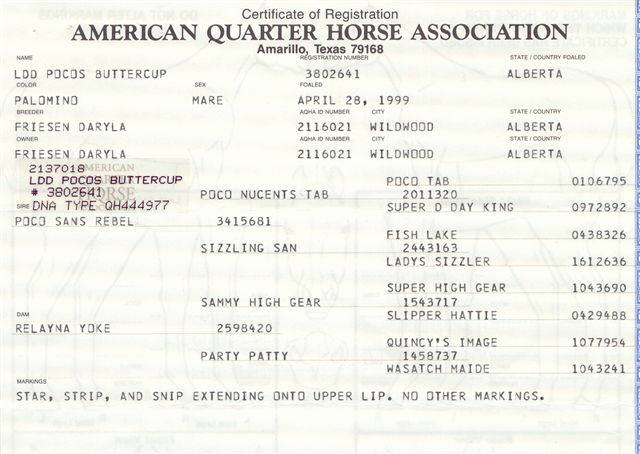 Certificate of Registration
AMERICAN QUARTER HORSE ASSOCIATION
Amarillo, Texas 79168
NAME REGISTRATION NUMBER STATE / COUNTRY FOALED
LDD POCOS BUTTERCUP 3802641 ALBERTA
COLOR SEX FOALED
PALOMINO MARE APRIL 28, 1999
BREEDER AQHA ID NUMBER CITY STATE / COUNTRY
FRIESEN DARYLA 2116021 WILDWOOD ALBERTA
OWNER AQHA ID NUMBER CITY STATE / COUNTRY
FRIESEN DARYLA 2116021 WILDWOOD ALBERTA
2137018
LDD POCOS BUTTERCUP
# 3802641
DNA TYPE QH444977
AMERICAN
HORSE
POCO TAB 0106795
POCO NUCENTS TAB 2011320
SIRE SUPER D DAY KING 0972892
POCO SANS REBEL 3415681
FISH LAKE 0438326
SIZZLING SAN 2443163
LADYS SIZZLER 1612636
SUPER HIGH GEAR 1043690
SAMMY HIGH GEAR 1543717
DAM SLIPPER HATTIE 0429488
RELAYNA YOKE 2598420
QUINCY'S IMAGE 1077954
PARTY PATTY 1458737
WASATCH MAIDE 1043241
MARKINGS
STAR, STRIP, AND SNIP EXTENDING ONTO UPPER LIP. NO OTHER MARKINGS.